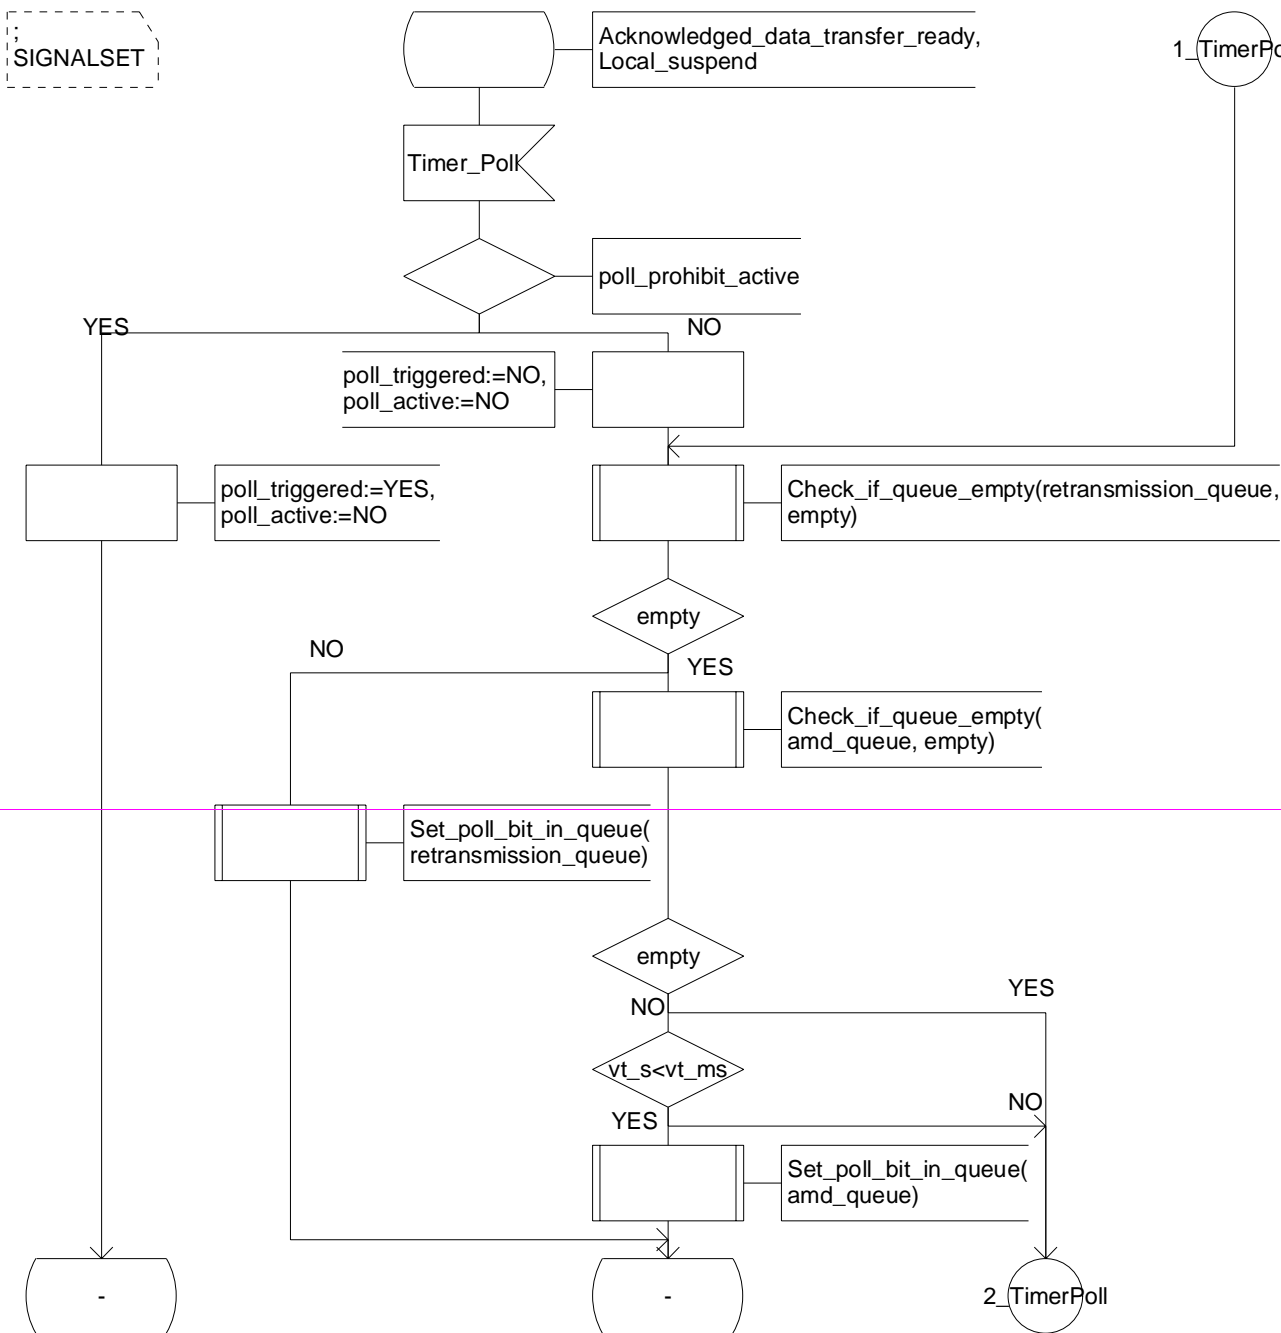 ;
SIGNALSET
Acknowledged_data_transfer_ready,
Local_suspend
1_TimerPo
Timer_Poll
poll_prohibit_active
YES
NO
poll_triggered:=NO,
poll_active:=NO
poll_triggered:=YES,
poll_active:=NO
Check_if_queue_empty(retransmission_queue,
empty)
empty
NO
YES
Check_if_queue_empty(
amd_queue, empty)
Set_poll_bit_in_queue(
retransmission_queue)
empty
NO
YES
vt_s<vt_ms
YES
NO
Set_poll_bit_in_queue(
amd_queue)
-
-
2_TimerPoll